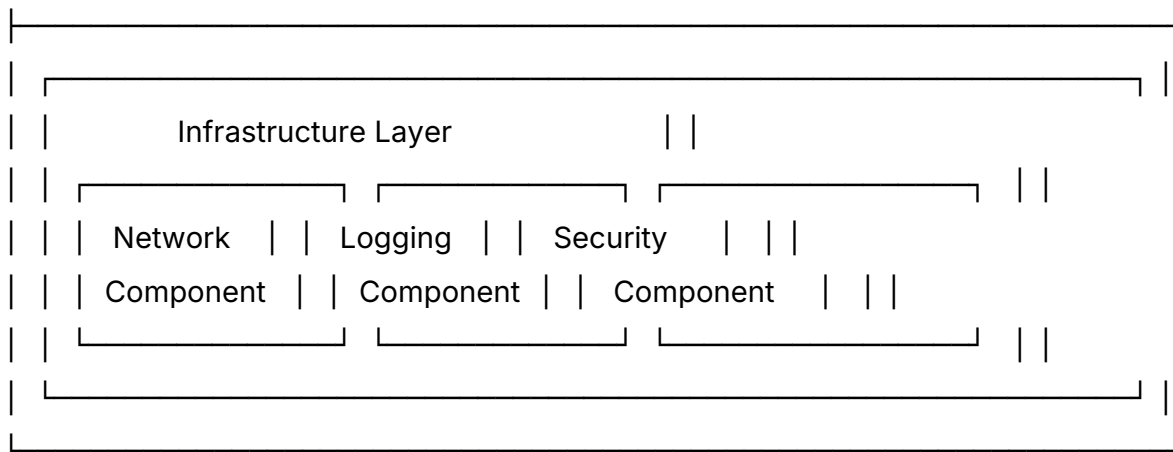 Infrastructure Layer
Network Logging Security
Component Component Component